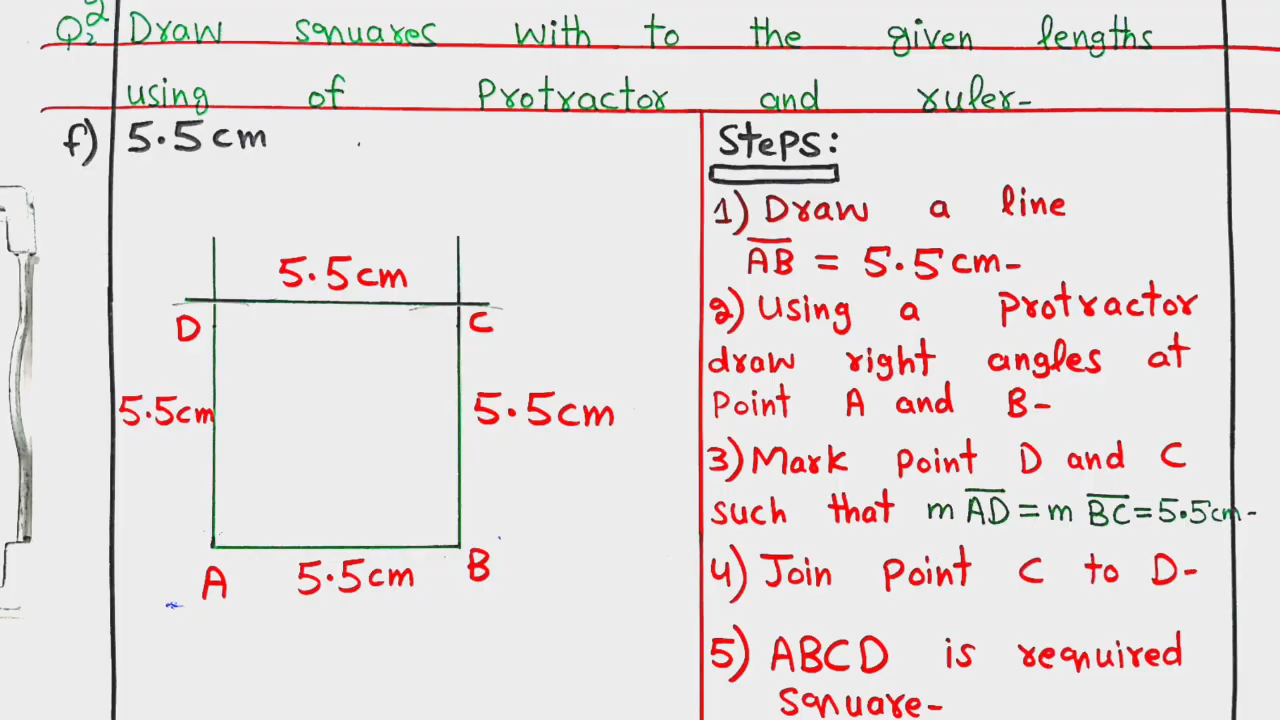 Q2 Draw squares with to the given lengths
using of Protractor and ruler-
f) 5.5cm
5.5cm
D
C
5.5cm
5.5cm
A
5.5cm
B
Steps:
1) Draw a line
AB = 5.5cm-
2) Using a Protractor
draw right angles at
Point A and B-
3) Mark Point D and C
such that m AD = m BC = 5.5cm-
4) Join Point C to D-
5) ABCD is required
square-